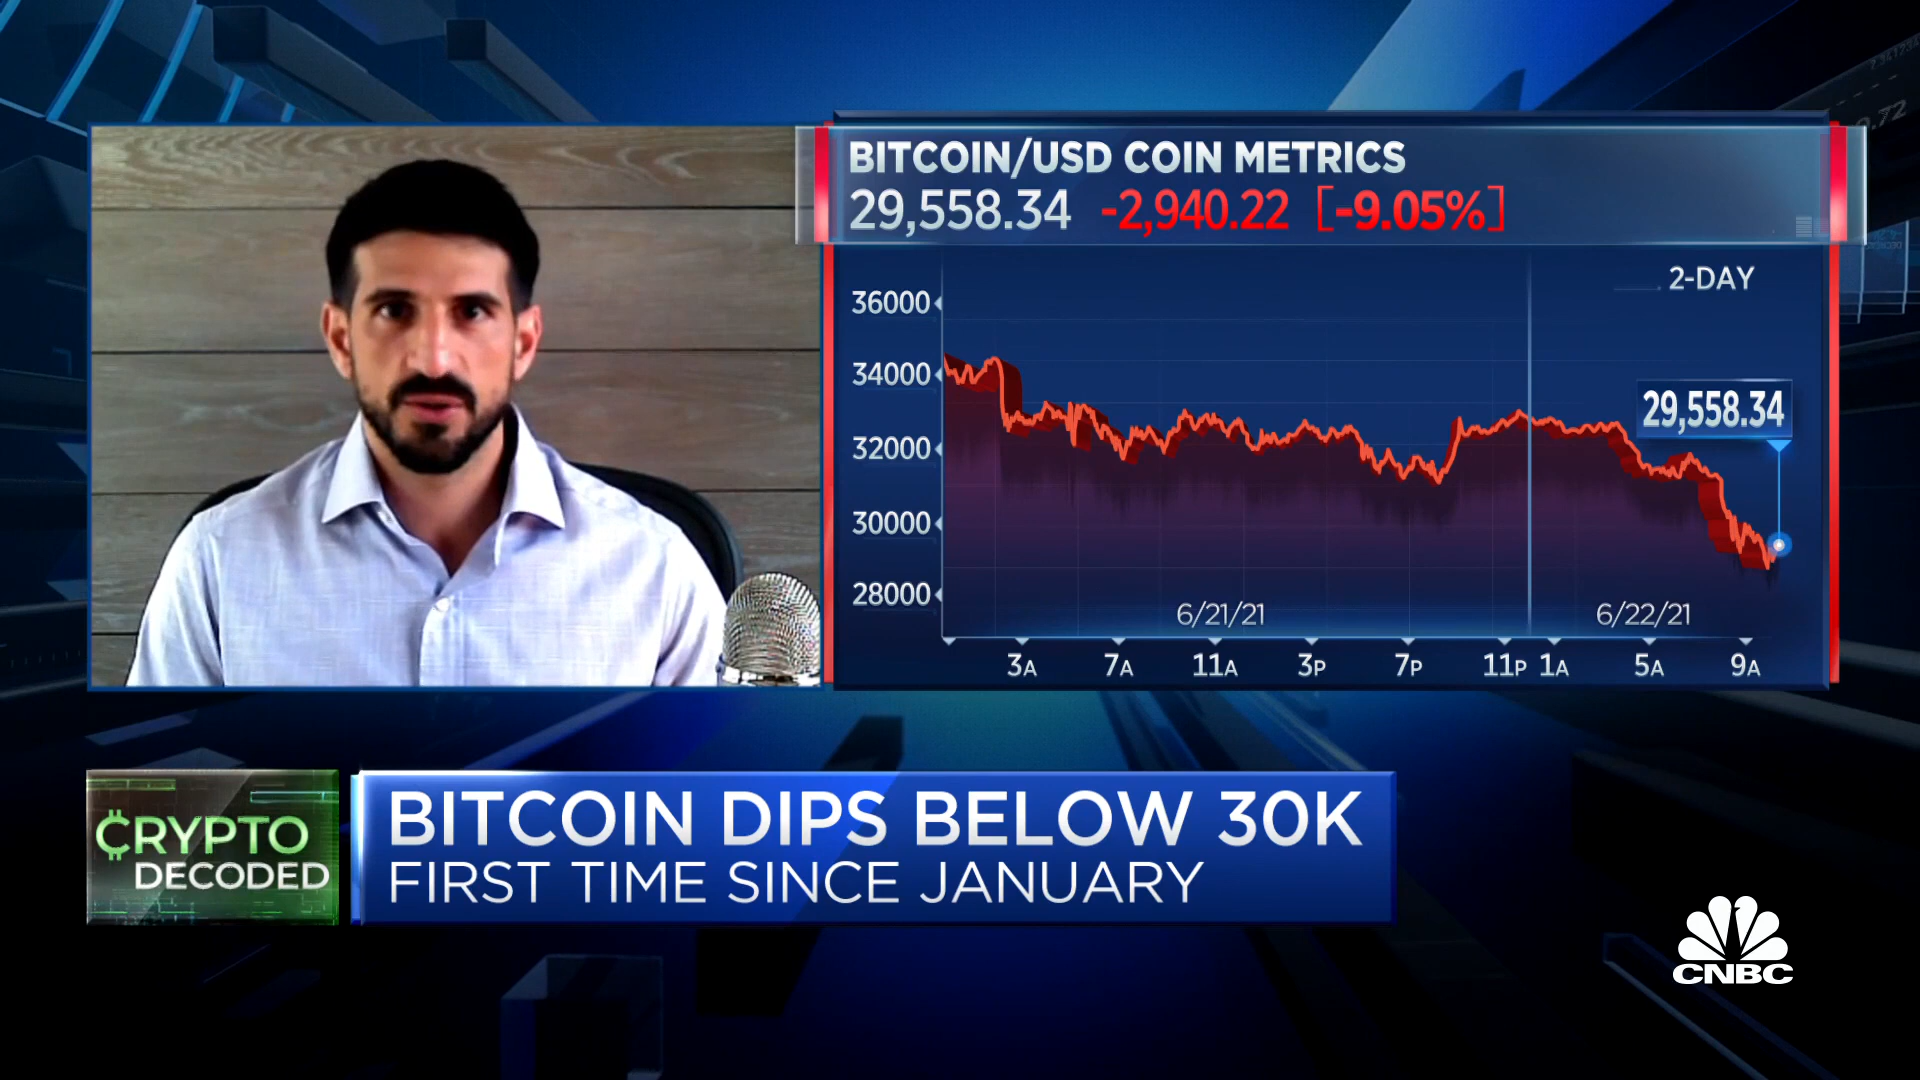 BITCOIN/USD COIN METRICS
29,558.34 -2,940.22 [-9.05%]
2-DAY
36000
34000
32000
30000
28000
29,558.34
6/21/21 6/22/21
3A 7A 11A 3P 7P 11P 1A 5A 9A
CRYPTO
DECODED
BITCOIN DIPS BELOW 30K
FIRST TIME SINCE JANUARY
CNBC